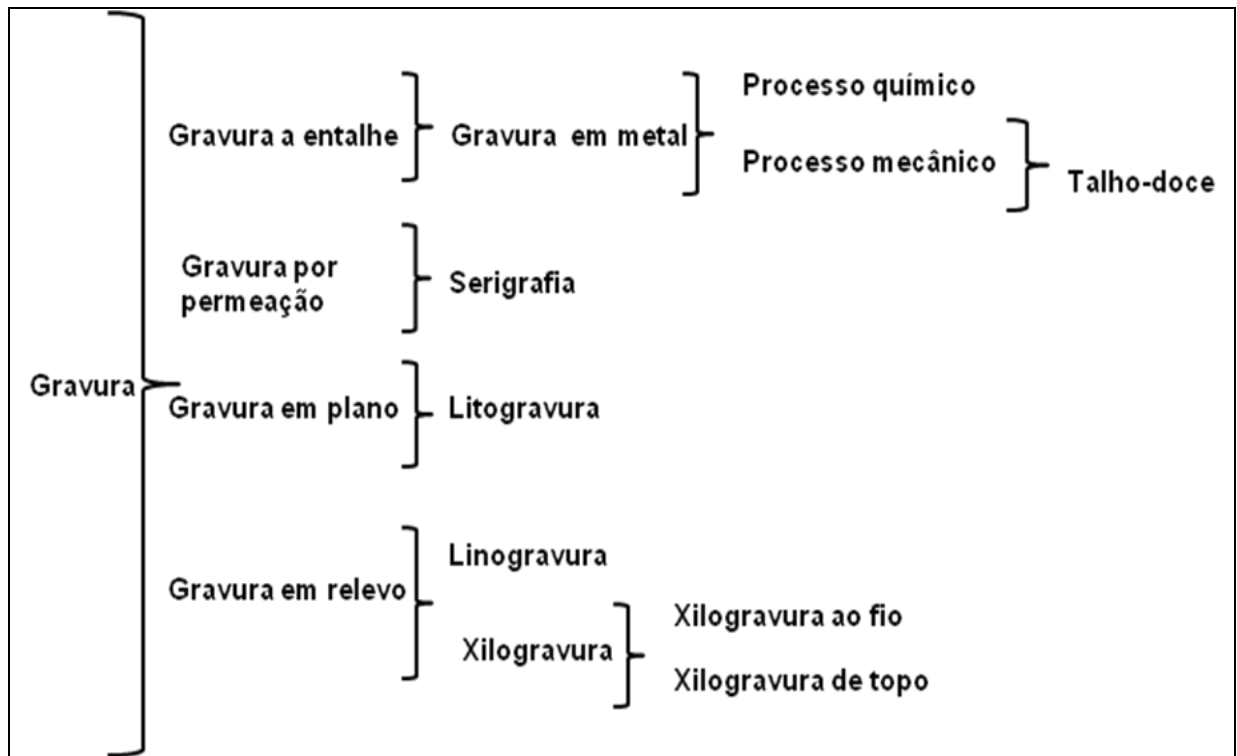 Gravura
Gravura a entalhe
Gravura em metal
Processo químico
Processo mecânico
Talho-doce
Gravura por
permeação
Serigrafia
Gravura em plano
Litogravura
Gravura em relevo
Linogravura
Xilogravura
Xilogravura ao fio
Xilogravura de topo